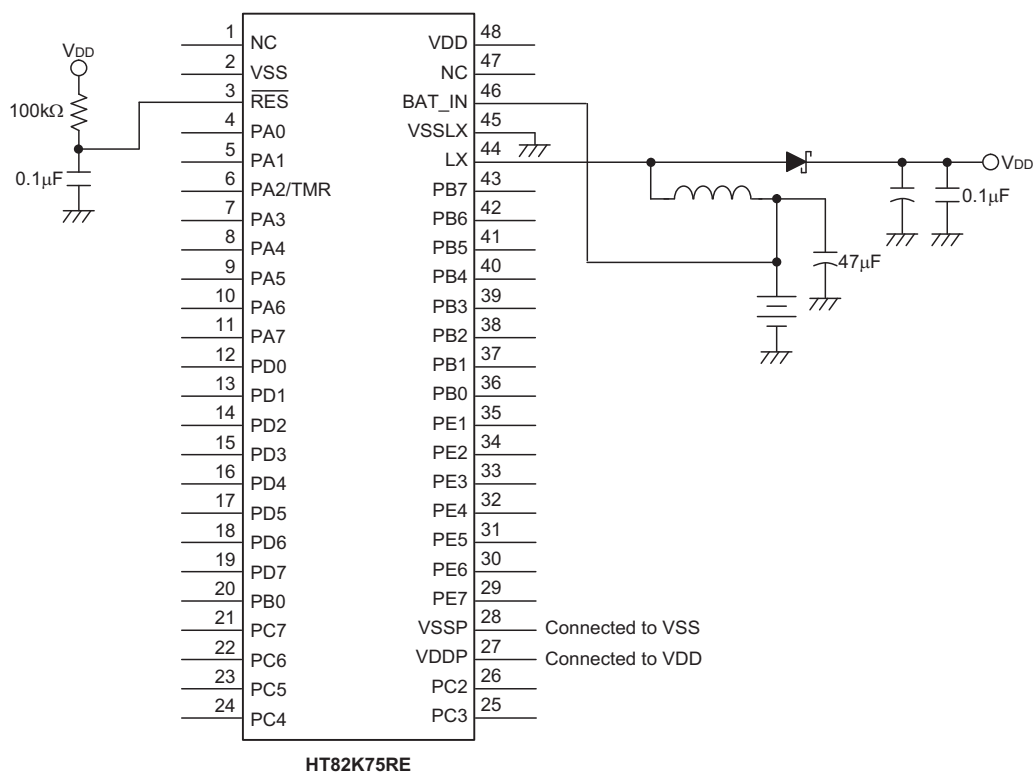 VDD
100kΩ
0.1μF
1 NC
2 VSS
3 RES
4 PA0
5 PA1
6 PA2/TMR
7 PA3
8 PA4
9 PA5
10 PA6
11 PA7
12 PD0
13 PD1
14 PD2
15 PD3
16 PD4
17 PD5
18 PD6
19 PD7
20 PB0
21 PC7
22 PC6
23 PC5
24 PC4
VDD 48
NC 47
BAT_IN 46
VSSLX 45
LX 44
PB7 43
PB6 42
PB5 41
PB4 40
PB3 39
PB2 38
PB1 37
PB0 36
PE1 35
PE2 34
PE3 33
PE4 32
PE5 31
PE6 30
PE7 29
VSSP 28 Connected to VSS
VDDP 27 Connected to VDD
PC2 26
PC3 25
VDD
0.1μF
47μF
HT82K75RE